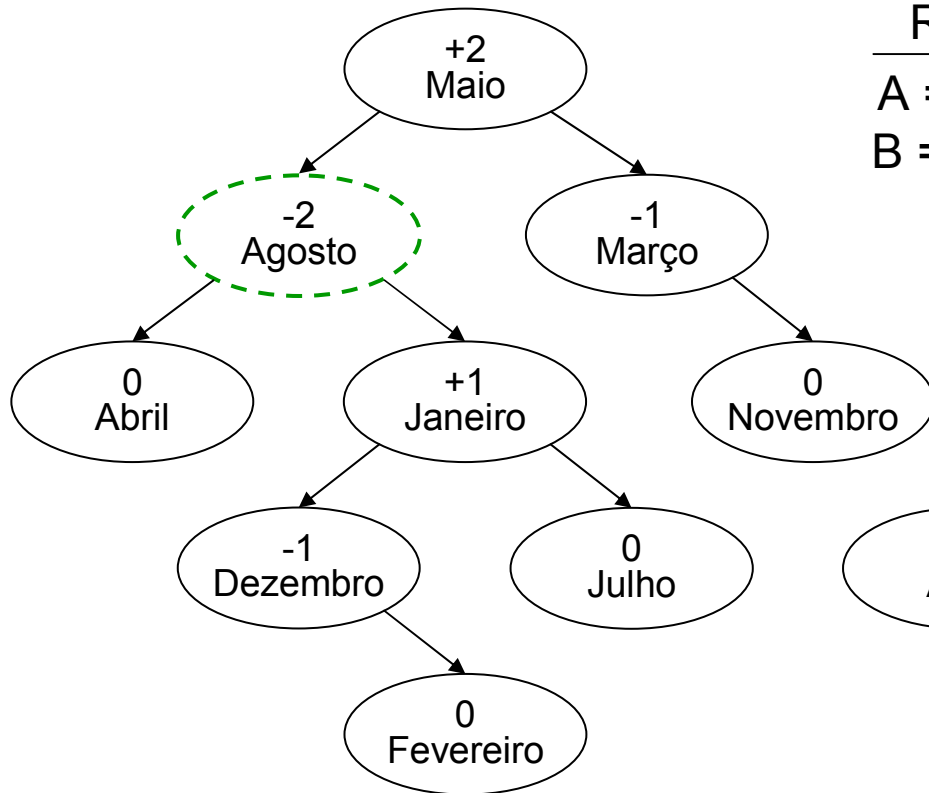 +2
Maio
R
A =
B =
-2
Agosto
-1
Março
0
Abril
+1
Janeiro
0
Novembro
-1
Dezembro
0
Julho
0
Fevereiro